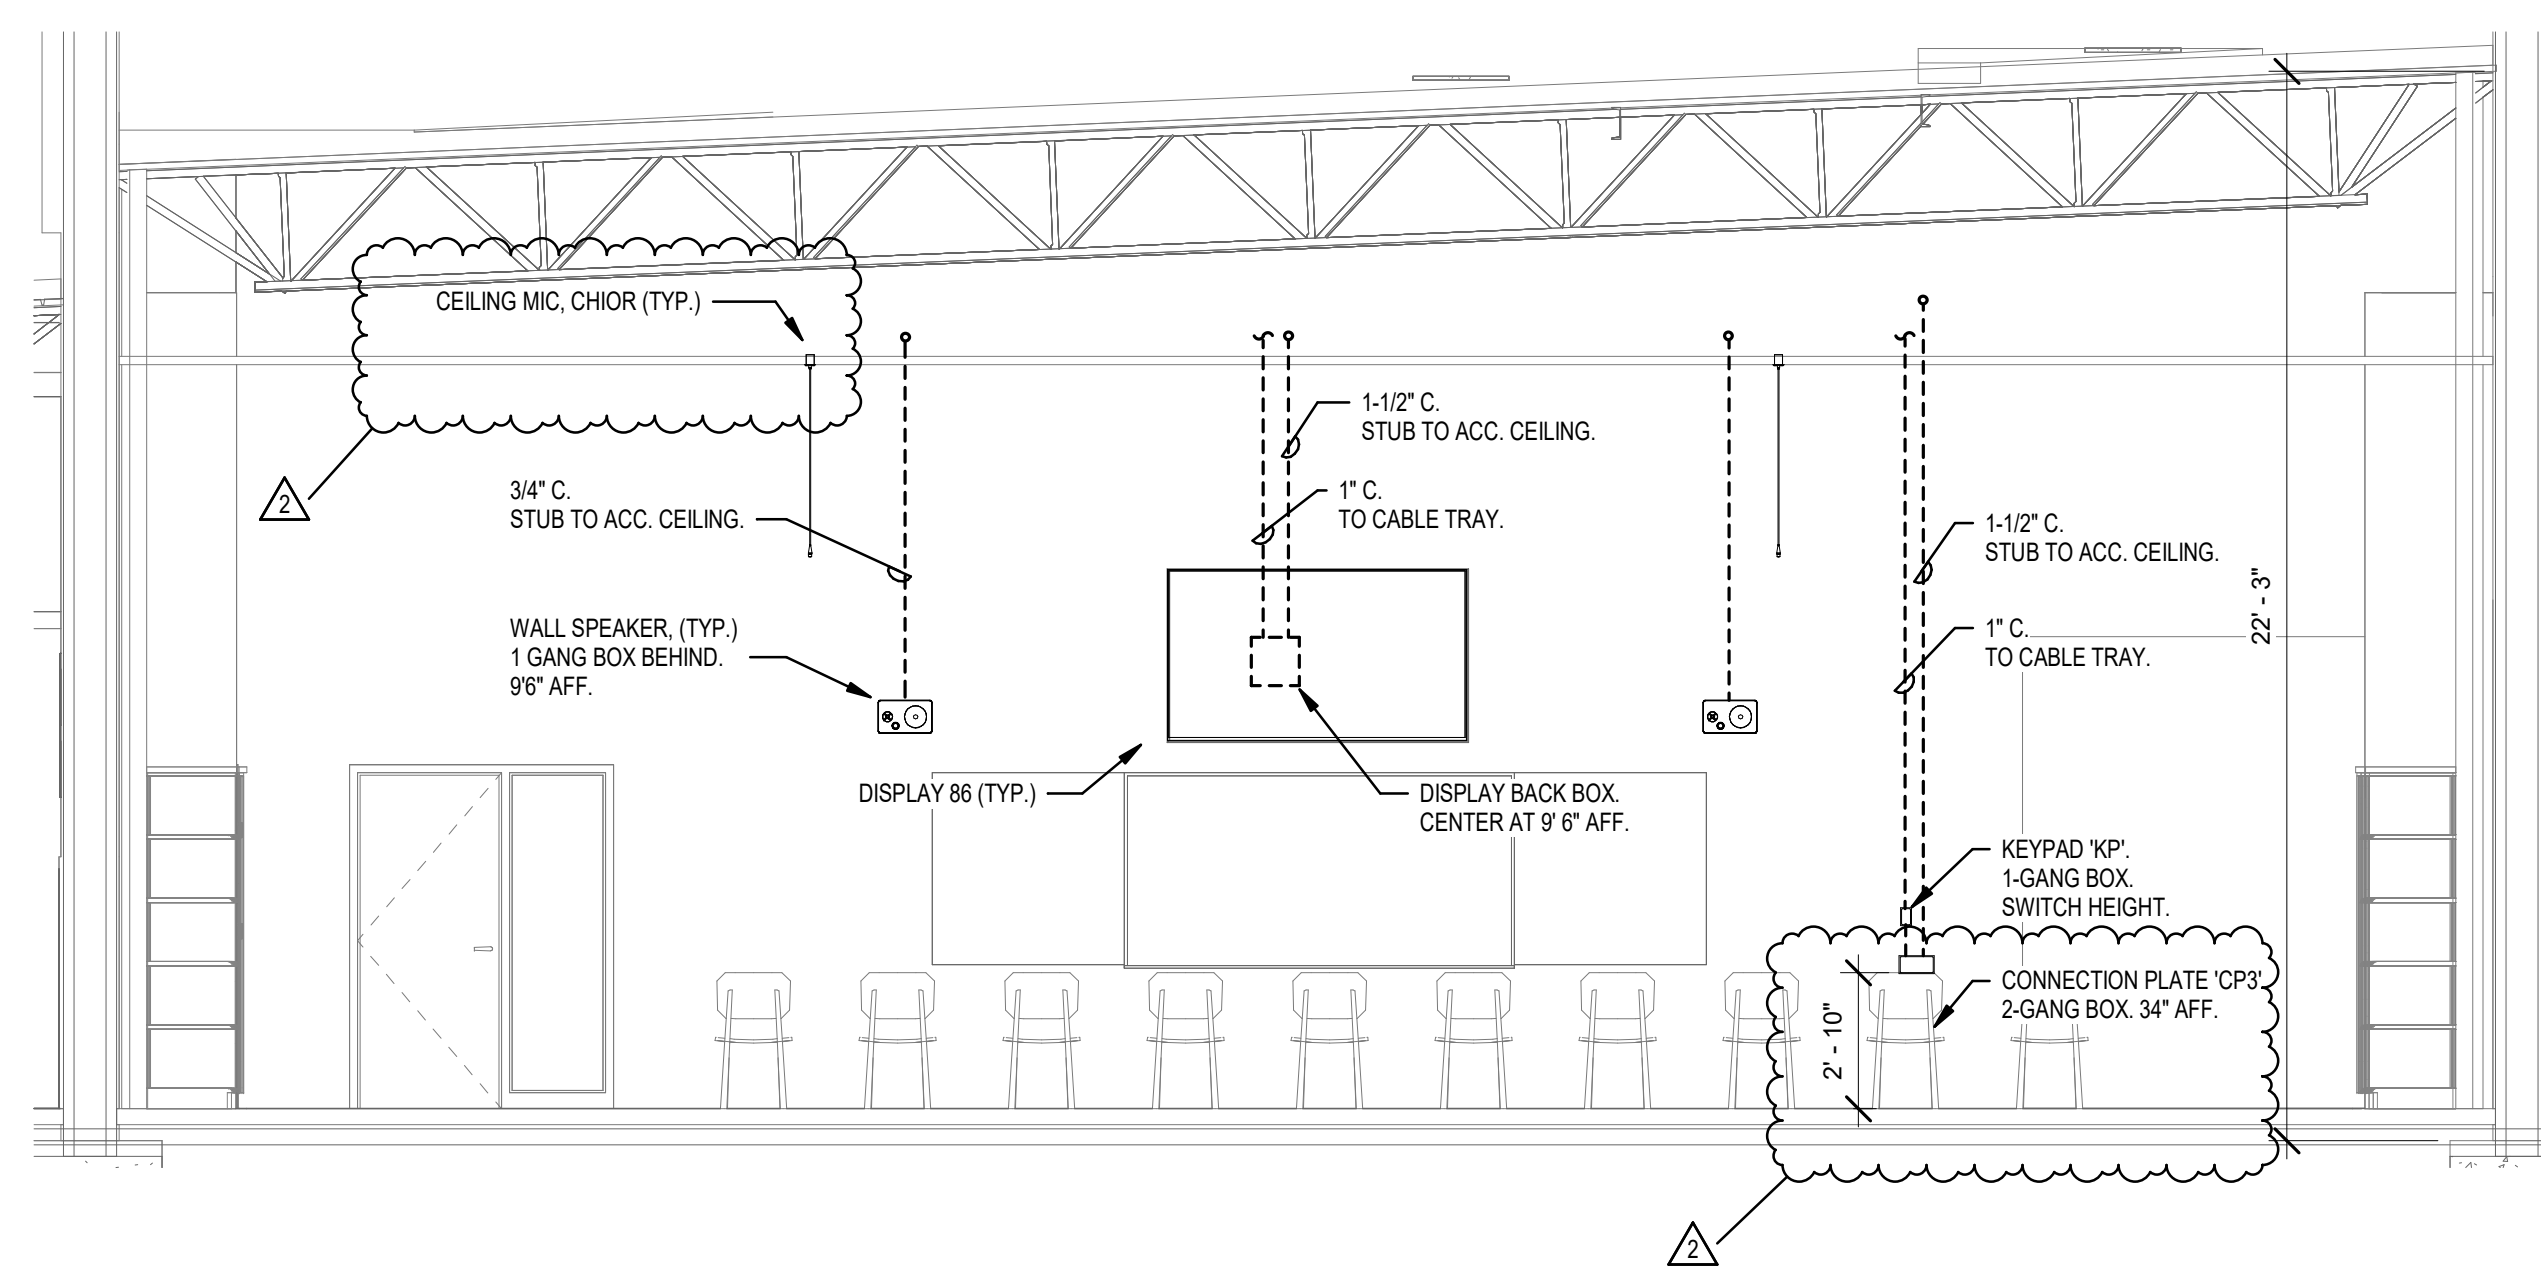 CEILING MIC, CHIOR (TYP.)
1-1/2" C.
STUB TO ACC. CEILING.
3/4" C.
STUB TO ACC. CEILING.
1" C.
TO CABLE TRAY.
2
1-1/2" C.
STUB TO ACC. CEILING.
22' - 3"
WALL SPEAKER, (TYP.)
1 GANG BOX BEHIND.
9'6" AFF.
1" C.
TO CABLE TRAY.
DISPLAY 86 (TYP.)
DISPLAY BACK BOX.
CENTER AT 9' 6" AFF.
KEYPAD 'KP'.
1-GANG BOX.
SWITCH HEIGHT.
CONNECTION PLATE 'CP3'
2-GANG BOX. 34" AFF.
2' - 10"
2